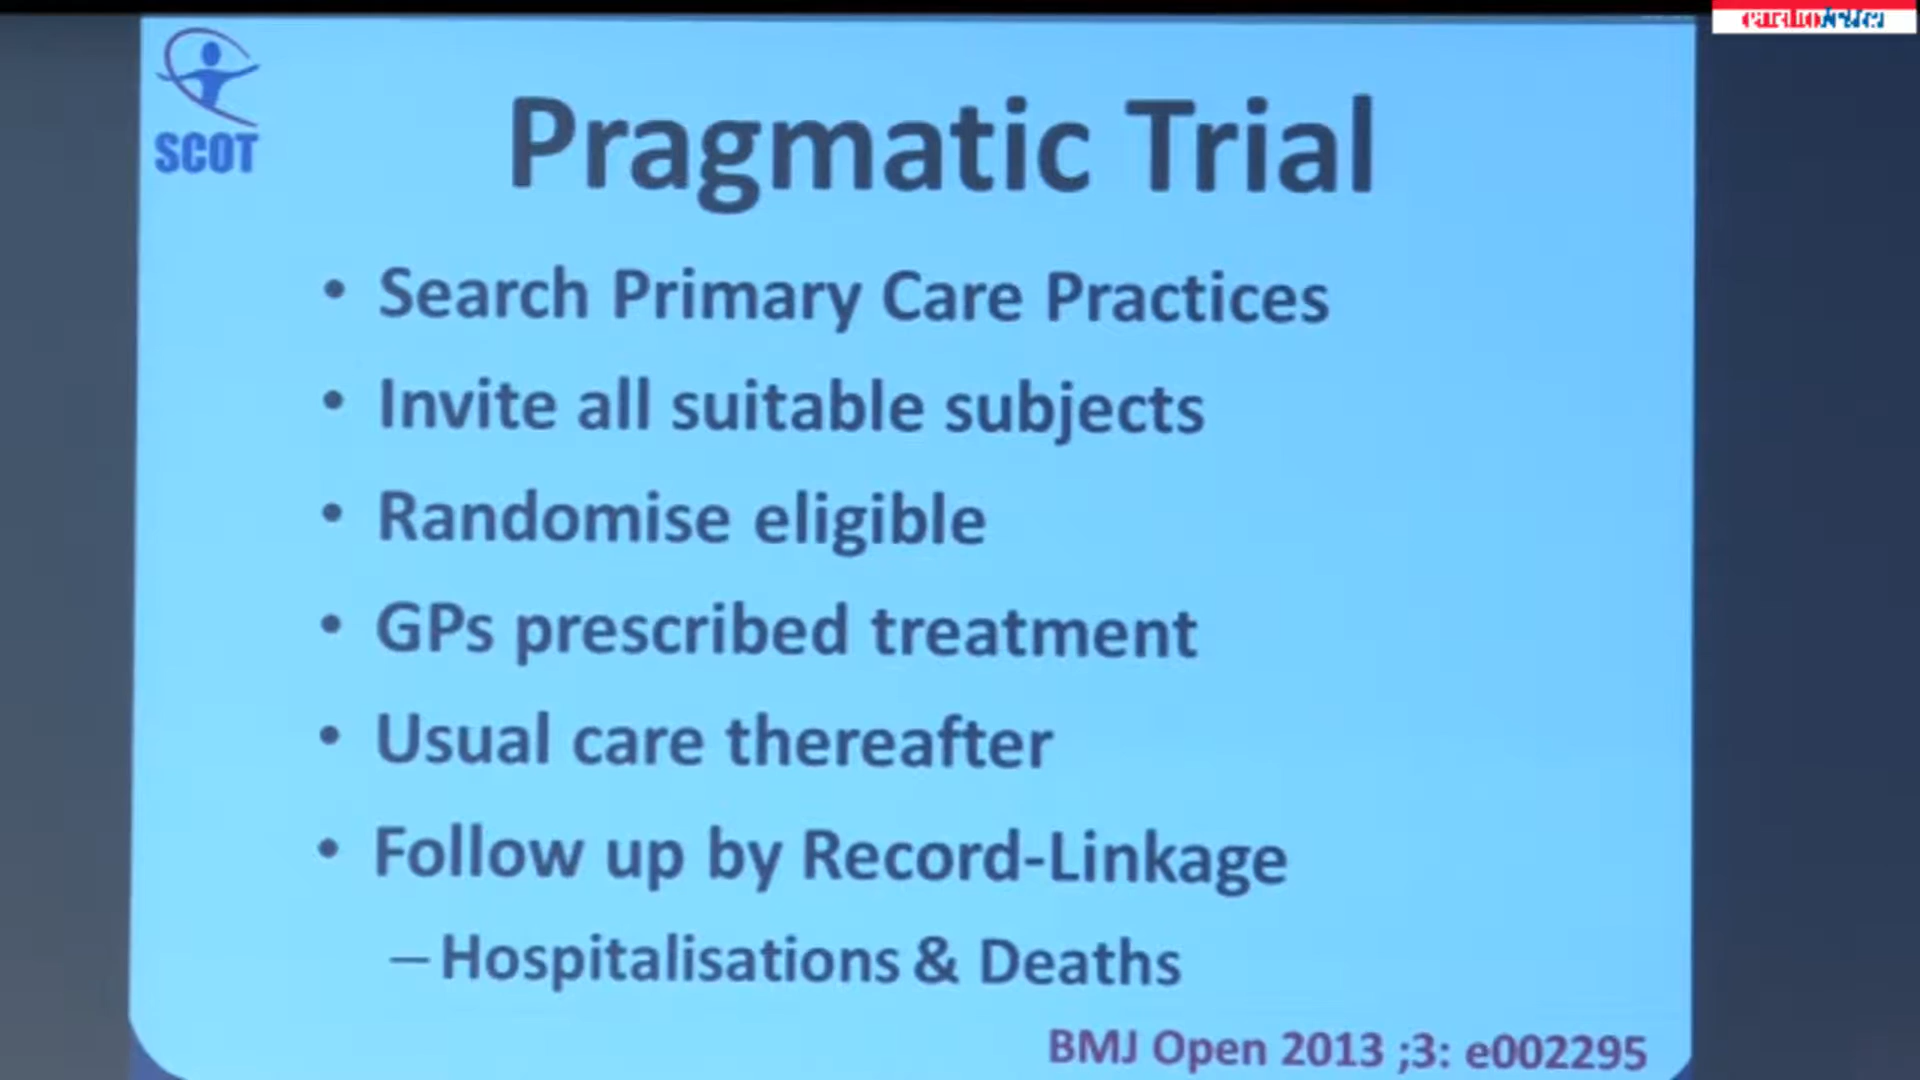 SCOT
Pragmatic Trial
• Search Primary Care Practices
• Invite all suitable subjects
• Randomise eligible
• GPs prescribed treatment
• Usual care thereafter
• Follow up by Record-Linkage
– Hospitalisations & Deaths
BMJ Open 2013 ;3: e002295